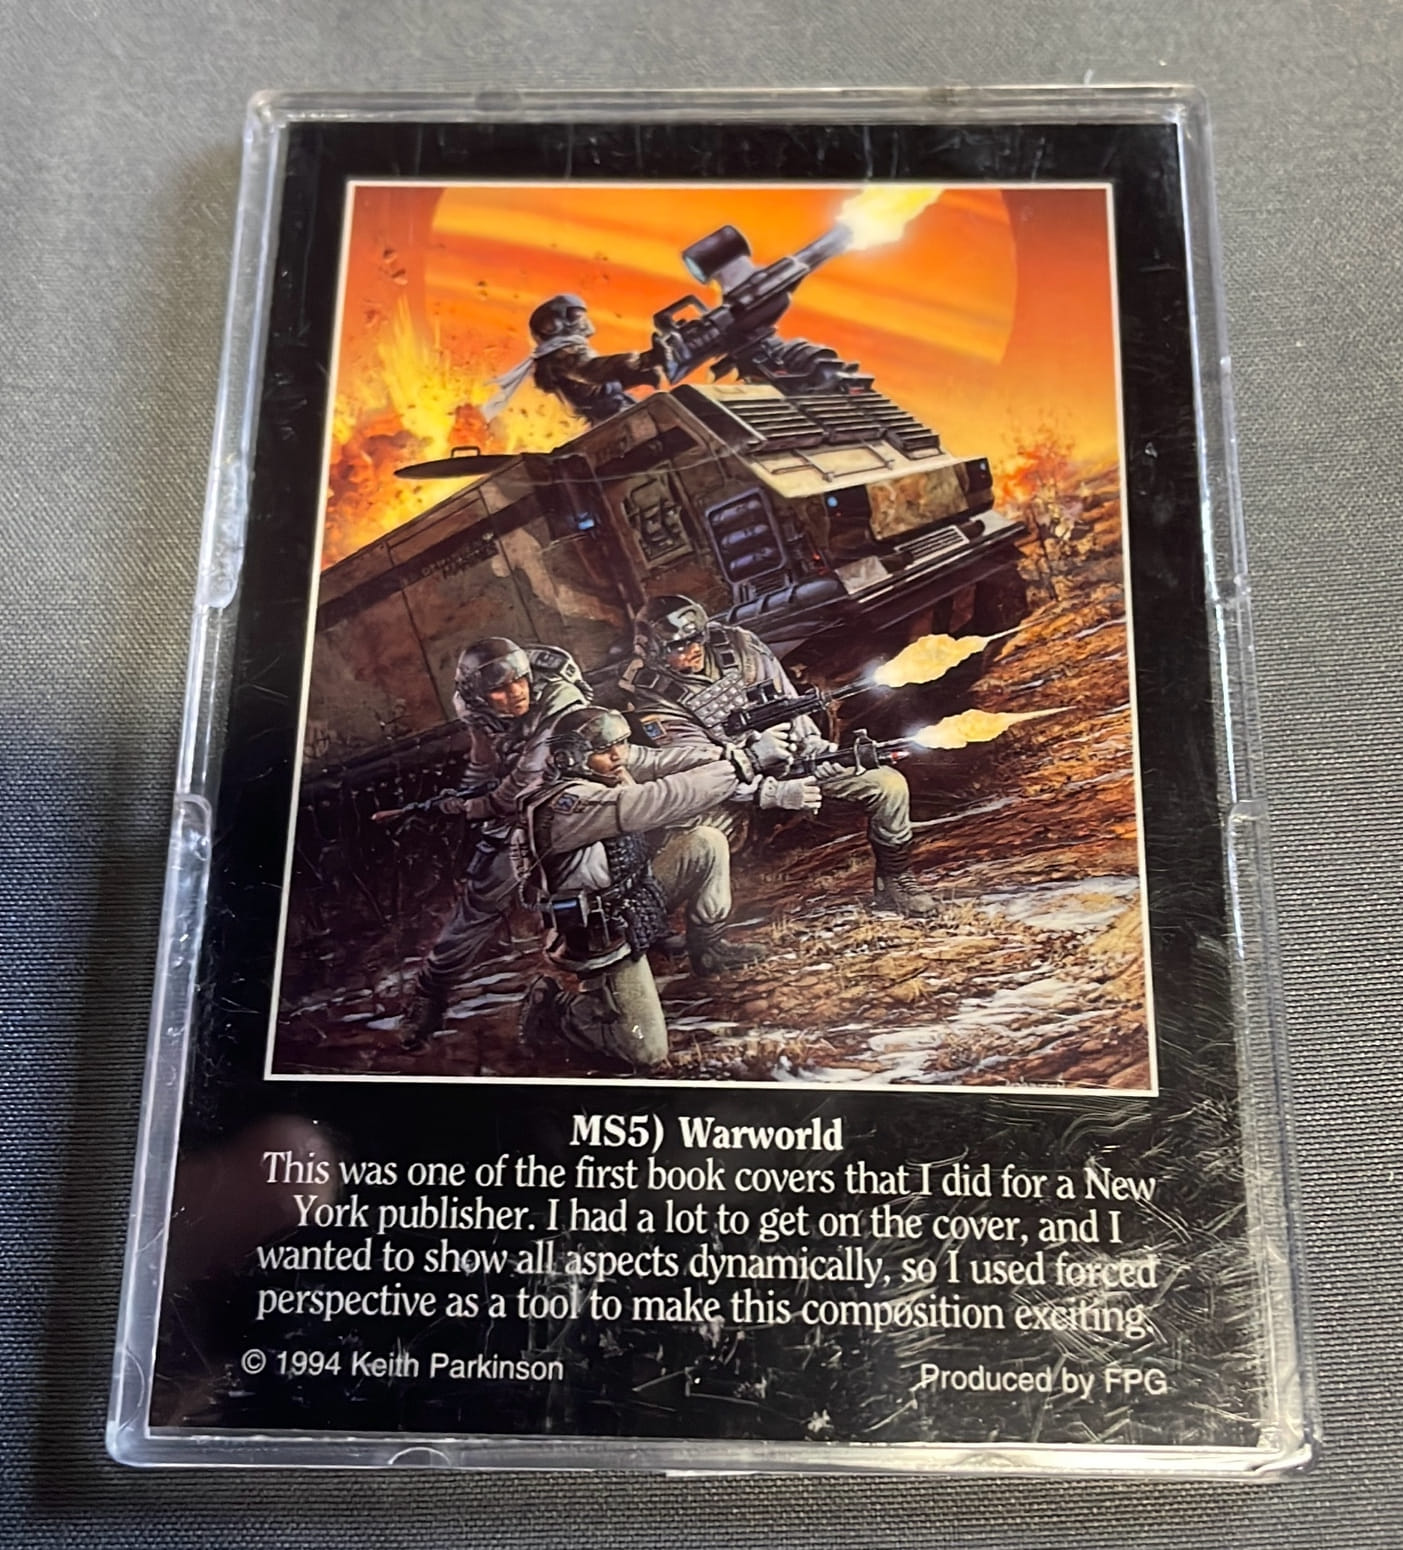 MS5) Warworld
This was one of the first book covers that I did for a New
York publisher. I had a lot to get on the cover, and I
wanted to show all aspects dynamically, so I used forced
perspective as a tool to make this composition exciting.
© 1994 Keith Parkinson
Produced by FPG